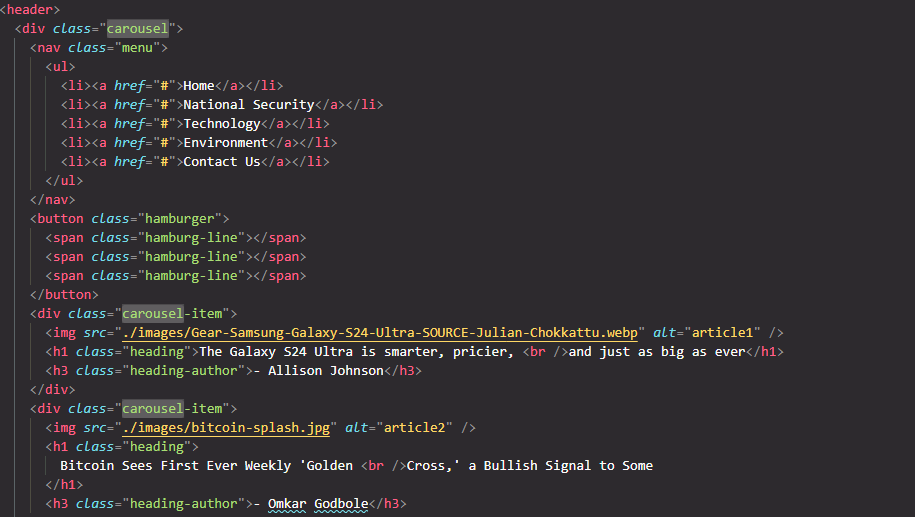 <header>
<div class="carousel">
<nav class="menu">
<ul>
<li><a href="#">Home</a></li>
<li><a href="#">National Security</a></li>
<li><a href="#">Technology</a></li>
<li><a href="#">Environment</a></li>
<li><a href="#">Contact Us</a></li>
</ul>
</nav>
<button class="hamburger">
<span class="hamburg-line"></span>
<span class="hamburg-line"></span>
<span class="hamburg-line"></span>
</button>
<div class="carousel-item">
<img src="./images/Gear-Samsung-Galaxy-S24-Ultra-SOURCE-Julian-Chokkattu.webp" alt="article1" />
<h1 class="heading">The Galaxy S24 Ultra is smarter, pricier, <br />and just as big as ever</h1>
<h3 class="heading-author">- Allison Johnson</h3>
</div>
<div class="carousel-item">
<img src="./images/bitcoin-splash.jpg" alt="article2" />
<h1 class="heading">
Bitcoin Sees First Ever Weekly 'Golden <br />Cross,' a Bullish Signal to Some
</h1>
<h3 class="heading-author">- Omkar Godbole</h3>